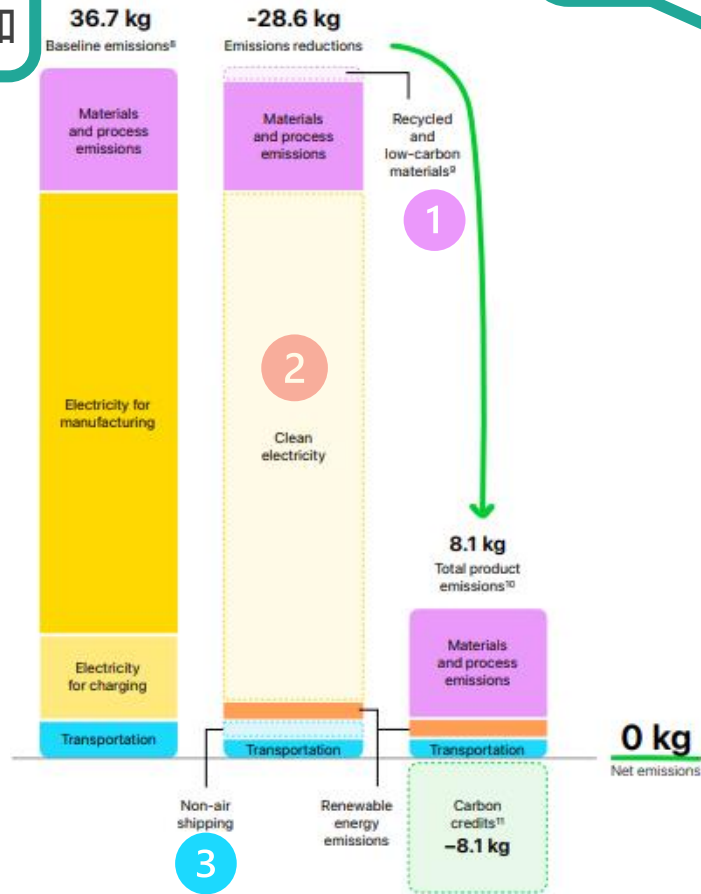 36.7 kg
Baseline emissions⁸
Materials
and process
emissions
Electricity for
manufacturing
Electricity
for charging
Transportation
-28.6 kg
Emissions reductions
Materials
and process
emissions
2
Clean
electricity
Transportation
Recycled
and
low-carbon
materials⁹
1
Non-air
shipping
3
Renewable
energy
emissions
8.1 kg
Total product
emissions¹⁰
Materials
and process
emissions
Transportation
Carbon
credits¹¹
–8.1 kg
0 kg
Net emissions